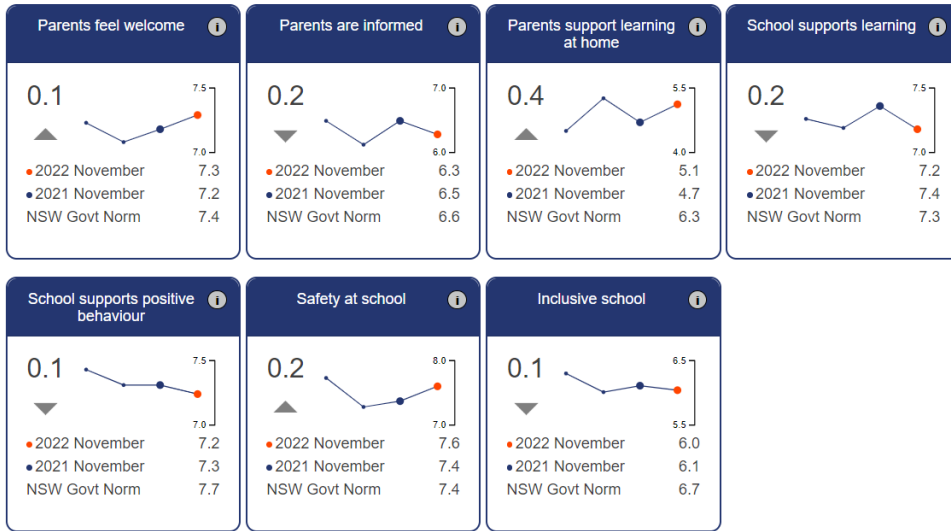 Parents feel welcome i
0.1
7.5
7.0
2022 November 7.3
2021 November 7.2
NSW Govt Norm 7.4
Parents are informed i
0.2
7.0
6.0
2022 November 6.3
2021 November 6.5
NSW Govt Norm 6.6
Parents support learning
at home i
0.4
5.5
4.0
2022 November 5.1
2021 November 4.7
NSW Govt Norm 6.3
School supports learning i
0.2
7.5
7.0
2022 November 7.2
2021 November 7.4
NSW Govt Norm 7.3
School supports positive
behaviour i
0.1
7.5
7.0
2022 November 7.2
2021 November 7.3
NSW Govt Norm 7.7
Safety at school i
0.2
8.0
7.0
2022 November 7.6
2021 November 7.4
NSW Govt Norm 7.4
Inclusive school i
0.1
6.5
5.5
2022 November 6.0
2021 November 6.1
NSW Govt Norm 6.7